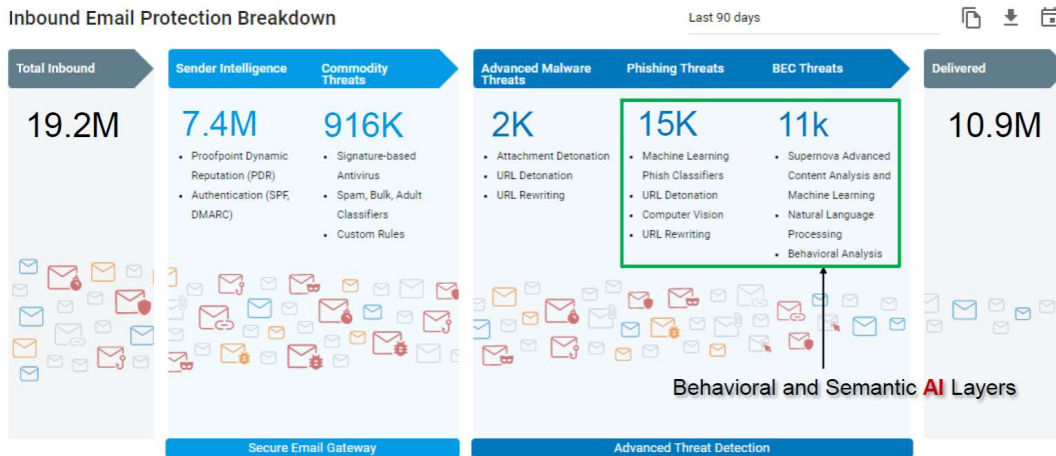 Inbound Email Protection Breakdown
Last 90 days
Total Inbound
19.2M
Sender Intelligence
7.4M
• Proofpoint Dynamic
Reputation (PDR)
• Authentication (SPF,
DMARC)
Commodity
Threats
916K
• Signature-based
Antivirus
• Spam, Bulk, Adult
Classifiers
• Custom Rules
Secure Email Gateway
Advanced Malware
Threats
2K
• Attachment Detonation
• URL Detonation
• URL Rewriting
Phishing Threats
15K
• Machine Learning
Phish Classifiers
• URL Detonation
• Computer Vision
• URL Rewriting
BEC Threats
11k
• Supernova Advanced
Content Analysis and
Machine Learning
• Natural Language
Processing
• Behavioral Analysis
Behavioral and Semantic AI Layers
Advanced Threat Detection
Delivered
10.9M